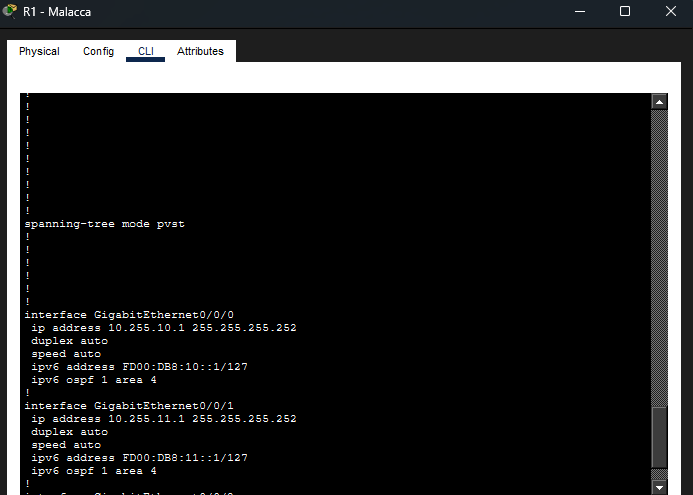 R1 - Malacca
Physical Config CLI Attributes
!
!
!
!
!
!
!
!
!
!
spanning-tree mode pvst
!
!
!
!
!
!
interface GigabitEthernet0/0/0
ip address 10.255.10.1 255.255.255.252
duplex auto
speed auto
ipv6 address FD00:DB8:10::1/127
ipv6 ospf 1 area 4
!
interface GigabitEthernet0/0/1
ip address 10.255.11.1 255.255.255.252
duplex auto
speed auto
ipv6 address FD00:DB8:11::1/127
ipv6 ospf 1 area 4
!